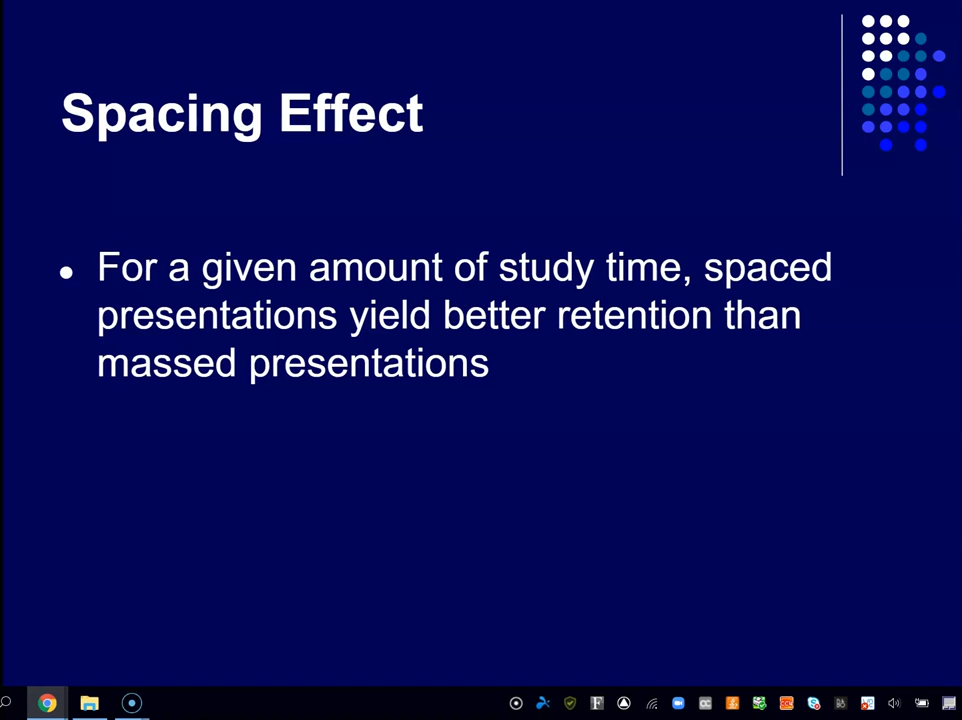 Spacing Effect
For a given amount of study time, spaced
presentations yield better retention than
massed presentations